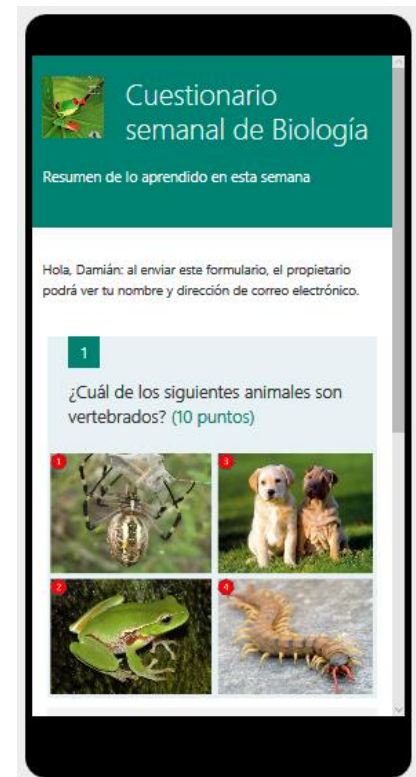 Cuestionario
semanal de Biología
Resumen de lo aprendido en esta semana
Hola, Damián: al enviar este formulario, el propietario
podrá ver tu nombre y dirección de correo electrónico.
1
¿Cuál de los siguientes animales son
vertebrados? (10 puntos)
1
3
2
4